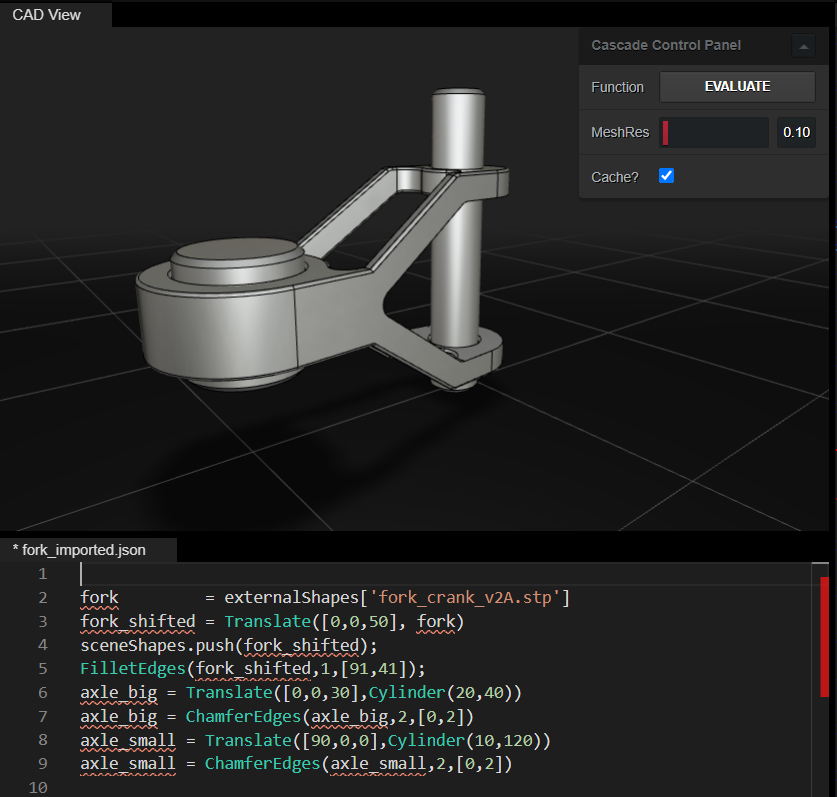 CAD View
Cascade Control Panel
Function EVALUATE
MeshRes 0.10
Cache?
* fork_imported.json
1
2 fork         = externalShapes['fork_crank_v2A.stp']
3 fork_shifted = Translate([0,0,50], fork)
4 sceneShapes.push(fork_shifted);
5 FilletEdges(fork_shifted,1,[91,41]);
6 axle_big = Translate([0,0,30],Cylinder(20,40))
7 axle_big = ChamferEdges(axle_big,2,[0,2])
8 axle_small = Translate([90,0,0],Cylinder(10,120))
9 axle_small = ChamferEdges(axle_small,2,[0,2])
10